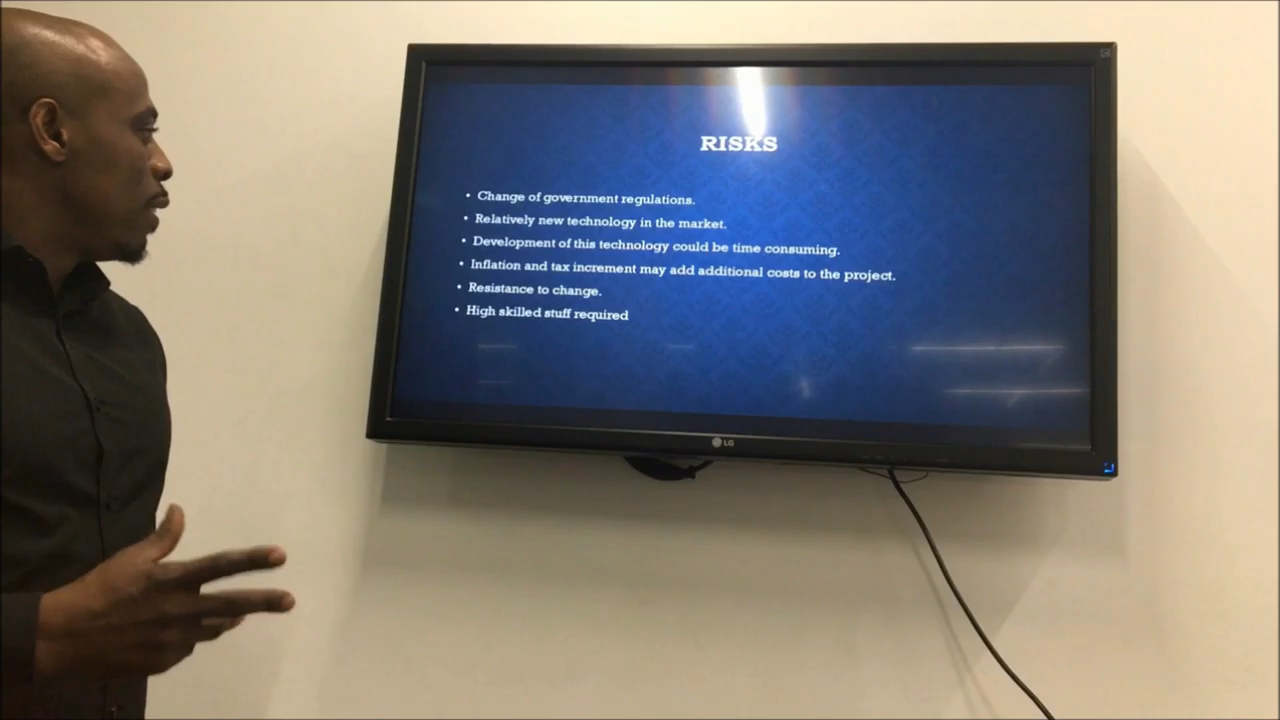 RISKS
• Change of government regulations.
• Relatively new technology in the market.
• Development of this technology could be time consuming.
• Inflation and tax increment may add additional costs to the project.
• Resistance to change.
• High skilled stuff required
LG